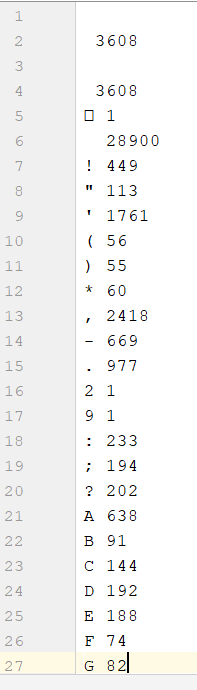 1
2 3608
3
4 3608
5 □ 1
6 28900
7 ! 449
8 " 113
9 ' 1761
10 ( 56
11 ) 55
12 * 60
13 , 2418
14 - 669
15 . 977
16 2 1
17 9 1
18 : 233
19 ; 194
20 ? 202
21 A 638
22 B 91
23 C 144
24 D 192
25 E 188
26 F 74
27 G 82